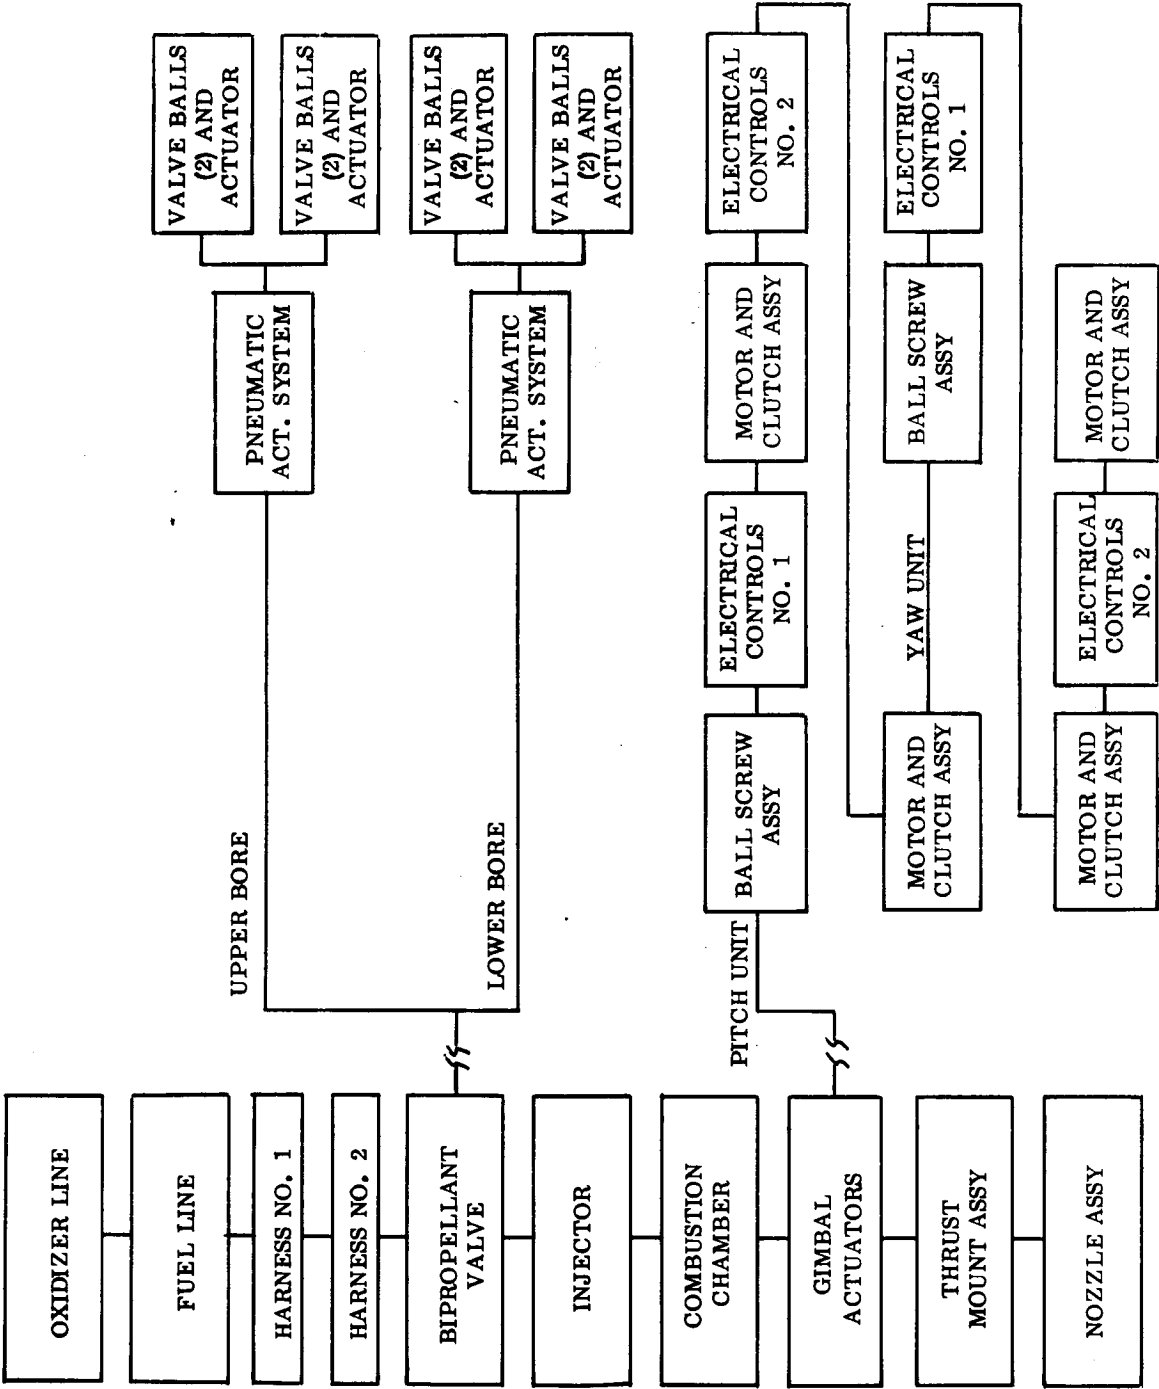 OXIDIZER LINE
FUEL LINE
HARNESS NO. 1
HARNESS NO. 2
BIPROPELLANT
VALVE
INJECTOR
COMBUSTION
CHAMBER
GIMBAL
ACTUATORS
THRUST
MOUNT ASSY
NOZZLE ASSY
UPPER BORE
LOWER BORE
PNEUMATIC
ACT. SYSTEM
VALVE BALLS
(2) AND
ACTUATOR
VALVE BALLS
(2) AND
ACTUATOR
PNEUMATIC
ACT. SYSTEM
VALVE BALLS
(2) AND
ACTUATOR
VALVE BALLS
(2) AND
ACTUATOR
PITCH UNIT
BALL SCREW
ASSY
ELECTRICAL
CONTROLS
NO. 1
MOTOR AND
CLUTCH ASSY
ELECTRICAL
CONTROLS
NO. 2
MOTOR AND
CLUTCH ASSY
YAW UNIT
BALL SCREW
ASSY
ELECTRICAL
CONTROLS
NO. 1
MOTOR AND
CLUTCH ASSY
ELECTRICAL
CONTROLS
NO. 2
MOTOR AND
CLUTCH ASSY